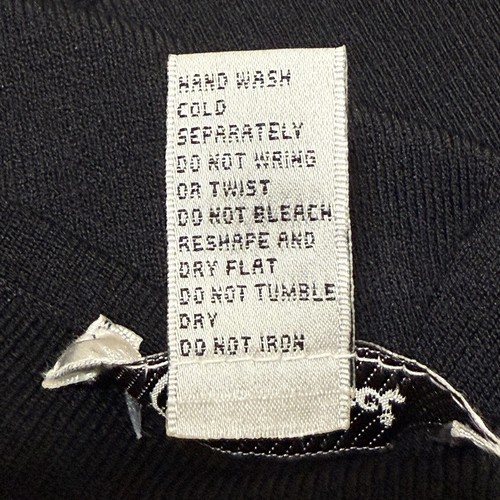 HAND WASH
COLD
SEPARATELY
DO NOT WRING
OR TWIST
DO NOT BLEACH
RESHAPE AND
DRY FLAT
DO NOT TUMBLE
DRY
DO NOT IRON